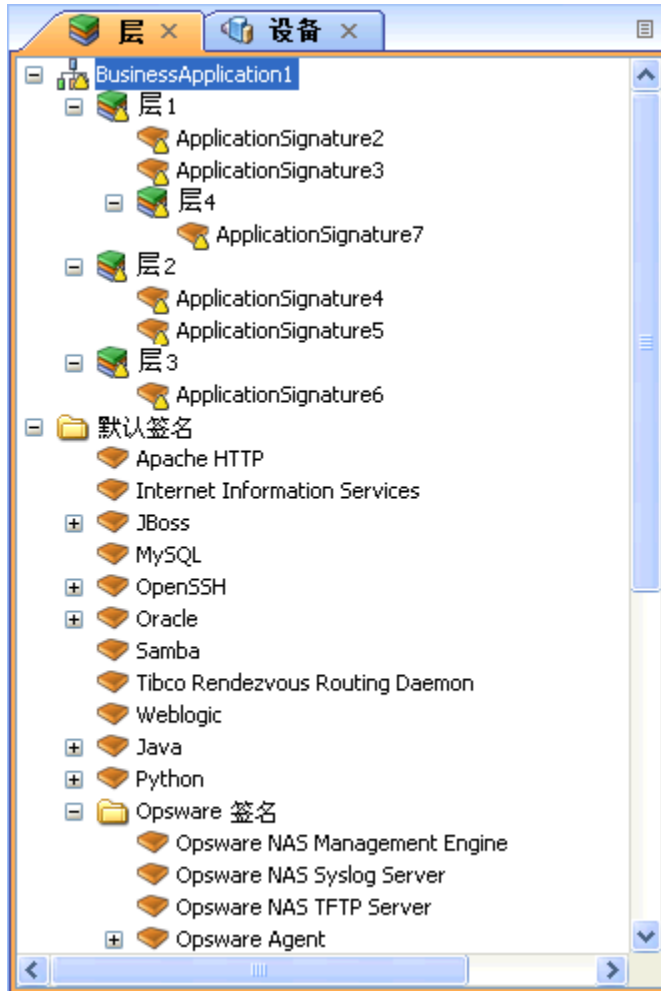 层 设备
BusinessApplication1
层1
ApplicationSignature2
ApplicationSignature3
层4
ApplicationSignature7
层2
ApplicationSignature4
ApplicationSignature5
层3
ApplicationSignature6
默认签名
Apache HTTP
Internet Information Services
JBoss
MySQL
OpenSSH
Oracle
Samba
Tibco Rendezvous Routing Daemon
Weblogic
Java
Python
Opsware 签名
Opsware NAS Management Engine
Opsware NAS Syslog Server
Opsware NAS TFTP Server
Opsware Agent